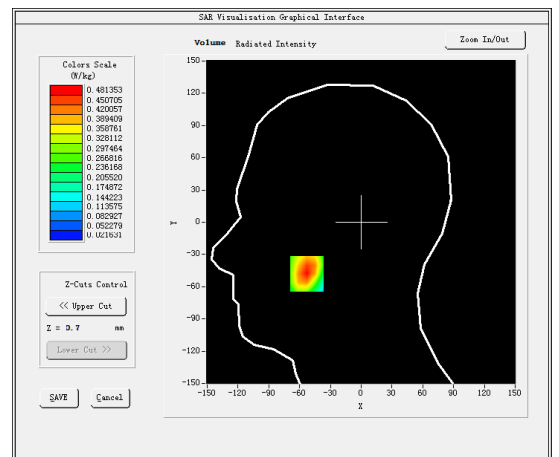 SAR Visualisation Graphical Interface
Volume Radiated Intensity
Zoom In/Out
Colors Scale
(W/kg)
0.481353
0.450705
0.420057
0.389409
0.358761
0.328112
0.297464
0.266816
0.236168
0.205520
0.174872
0.144223
0.113575
0.082927
0.052279
0.021631
Z-Cuts Control
<< Upper Cut
Z = 0.7 mm
Lower Cut >>
SAVE Cancel
150
120
90
60
30
0
-30
-60
-90
-120
-150
Y
-150 -120 -90 -60 -30 0 30 60 90 120 150
X